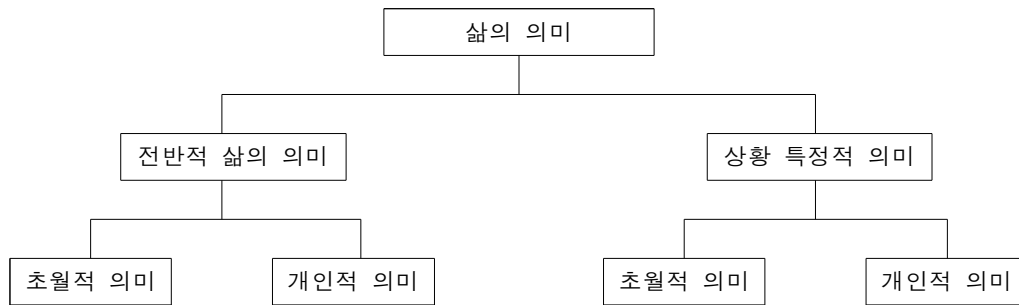 삶의 의미
전반적 삶의 의미
상황 특정적 의미
초월적 의미
개인적 의미
초월적 의미
개인적 의미